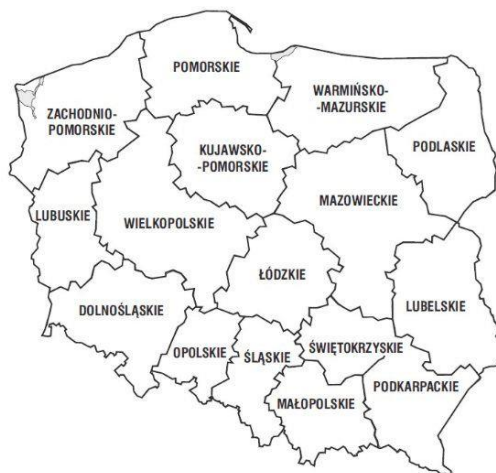 POMORSKIE
WARMIŃSKO-
-MAZURSKIE
ZACHODNIO-
POMORSKIE
KUJAWSKO-
-POMORSKIE
PODLASKIE
LUBUSKIE
WIELKOPOLSKIE
MAZOWIECKIE
ŁÓDZKIE
DOLNOŚLĄSKIE
LUBELSKIE
OPOLSKIE
ŚLĄSKIE
ŚWIĘTOKRZYSKIE
MAŁOPOLSKIE
PODKARPACKIE